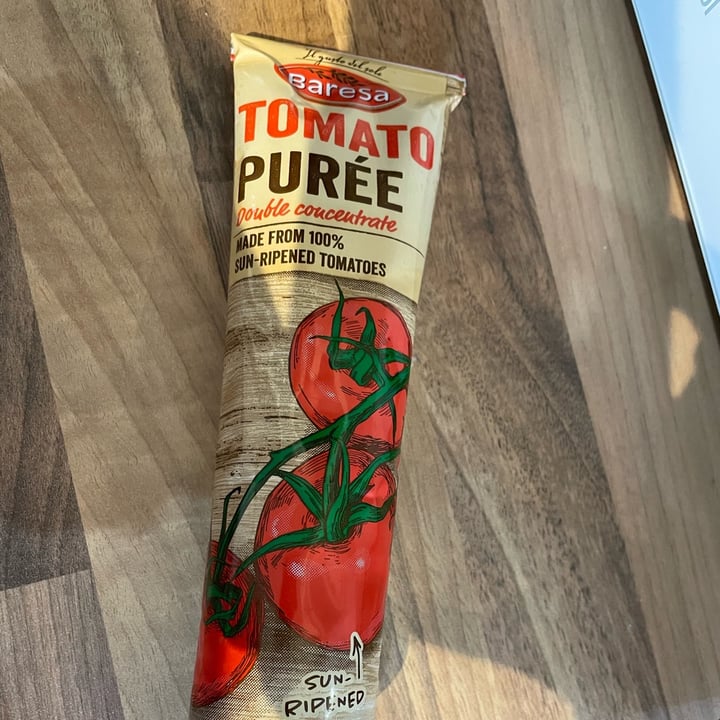 Il gusto del sole
Baresa
TOMATO
PURÉE
Double concentrate
MADE FROM 100%
SUN-RIPENED TOMATOES
SUN-
RIPENED